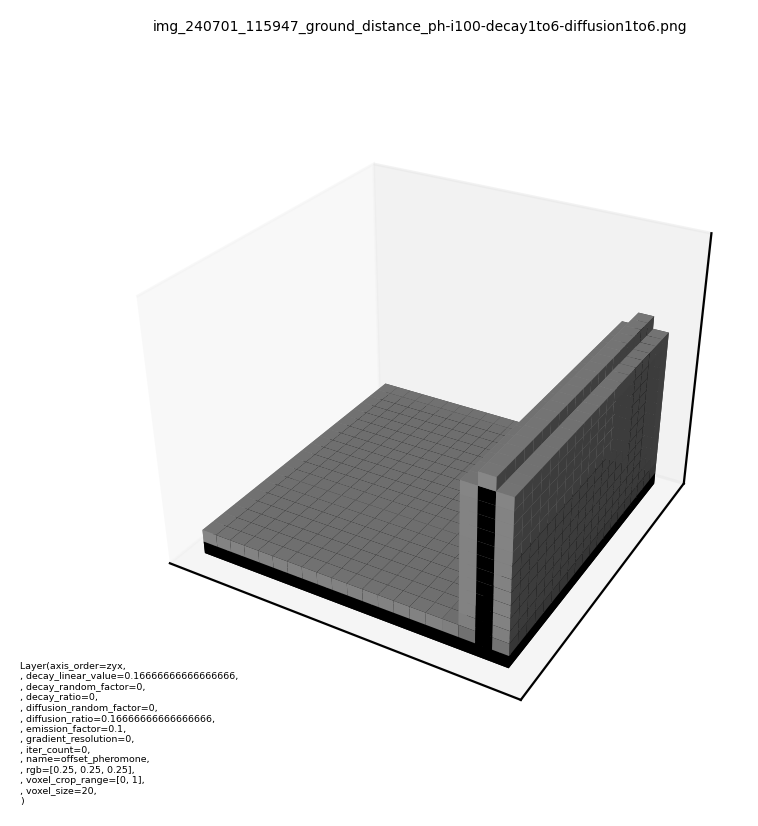 img_240701_115947_ground_distance_ph-i100-decay1to6-diffusion1to6.png
Layer(axis_order=zyx,
, decay_linear_value=0.16666666666666666,
, decay_random_factor=0,
, decay_ratio=0,
, diffusion_random_factor=0,
, diffusion_ratio=0.16666666666666666,
, emission_factor=0.1,
, gradient_resolution=0,
, iter_count=0,
, name=offset_pheromone,
, rgb=[0.25, 0.25, 0.25],
, voxel_crop_range=[0, 1],
, voxel_size=20,
)